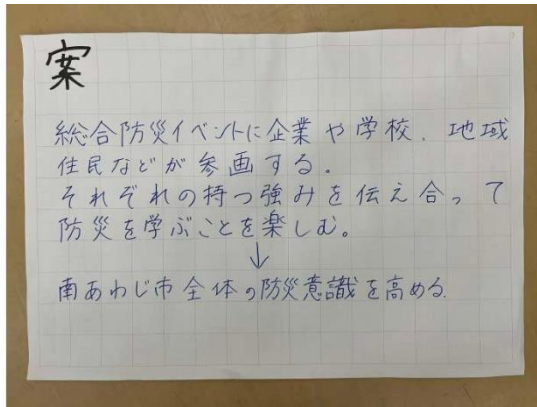 案
総合防災イベントに企業や学校、地域
住民などが参画する。
それぞれの持つ強みを伝え合って
防災を学ぶことを楽しむ。
↓
南あわじ市全体の防災意識を高める